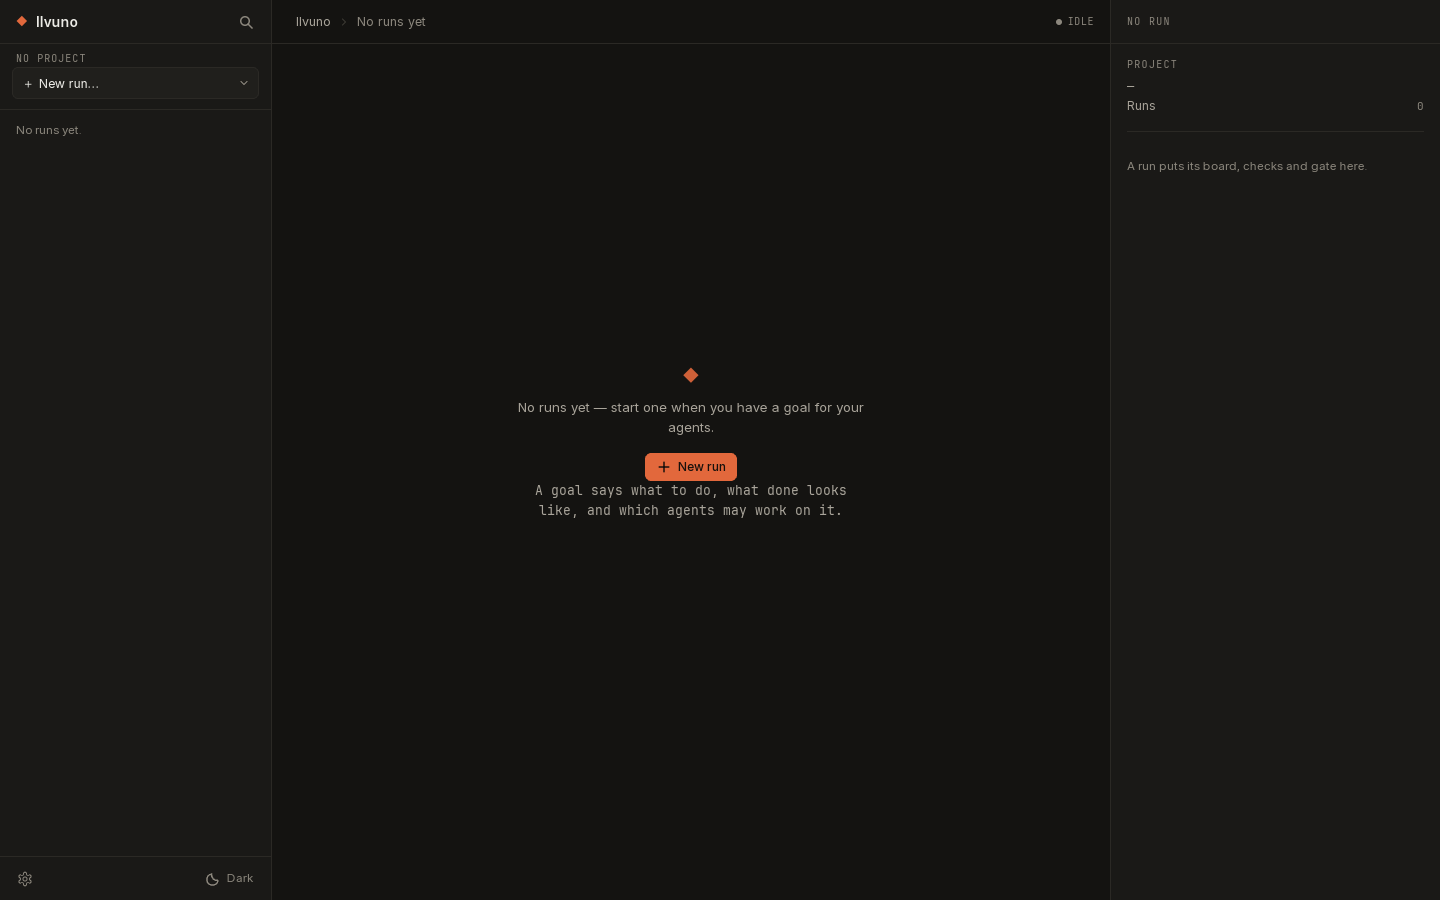 llvuno
NO PROJECT
+ New run...
No runs yet.
Dark
llvuno › No runs yet
IDLE
No runs yet — start one when you have a goal for your
agents.
+ New run
A goal says what to do, what done looks
like, and which agents may work on it.
NO RUN
PROJECT
—
Runs 0
A run puts its board, checks and gate here.